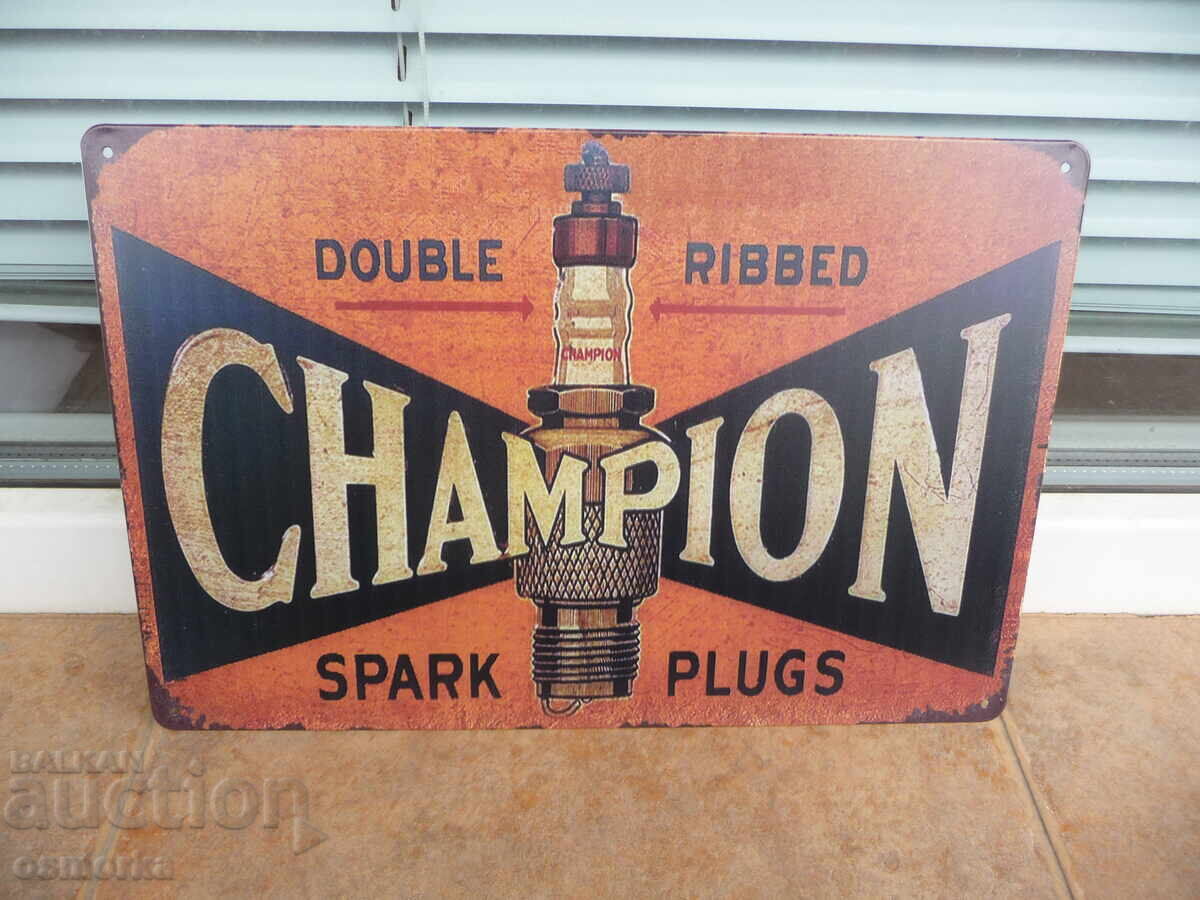 DOUBLE RIBBED
CHAMPION
CHAMPION
SPARK PLUGS
BALKAN
auction
osmorka